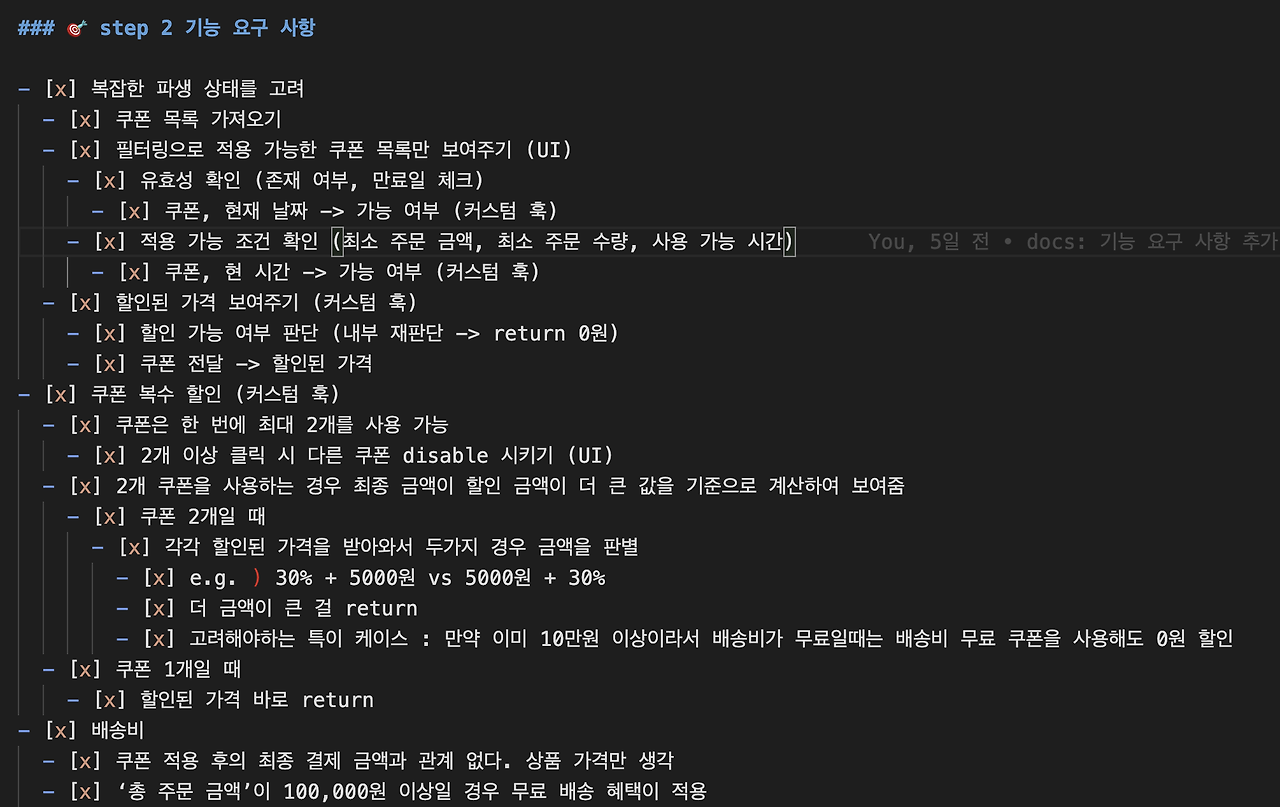 ### 🎯 step 2 기능 요구 사항
- [x] 복잡한 파생 상태를 고려
- [x] 쿠폰 목록 가져오기
- [x] 필터링으로 적용 가능한 쿠폰 목록만 보여주기 (UI)
- [x] 유효성 확인 (존재 여부, 만료일 체크)
- [x] 쿠폰, 현재 날짜 -> 가능 여부 (커스텀 훅)
- [x] 적용 가능 조건 확인 (최소 주문 금액, 최소 주문 수량, 사용 가능 시간) You, 5일 전 • docs: 기능 요구 사항 추가
- [x] 쿠폰, 현 시간 -> 가능 여부 (커스텀 훅)
- [x] 할인된 가격 보여주기 (커스텀 훅)
- [x] 할인 가능 여부 판단 (내부 재판단 -> return 0원)
- [x] 쿠폰 전달 -> 할인된 가격
- [x] 쿠폰 복수 할인 (커스텀 훅)
- [x] 쿠폰은 한 번에 최대 2개를 사용 가능
- [x] 2개 이상 클릭 시 다른 쿠폰 disable 시키기 (UI)
- [x] 2개 쿠폰을 사용하는 경우 최종 금액이 할인 금액이 더 큰 값을 기준으로 계산하여 보여줌
- [x] 쿠폰 2개일 때
- [x] 각각 할인된 가격을 받아와서 두가지 경우 금액을 판별
- [x] e.g. ) 30% + 5000원 vs 5000원 + 30%
- [x] 더 금액이 큰 걸 return
- [x] 고려해야하는 특이 케이스 : 만약 이미 10만원 이상이라서 배송비가 무료일때는 배송비 무료 쿠폰을 사용해도 0원 할인
- [x] 쿠폰 1개일 때
- [x] 할인된 가격 바로 return
- [x] 배송비
- [x] 쿠폰 적용 후의 최종 결제 금액과 관계 없다. 상품 가격만 생각
- [x] ‘총 주문 금액’이 100,000원 이상일 경우 무료 배송 혜택이 적용